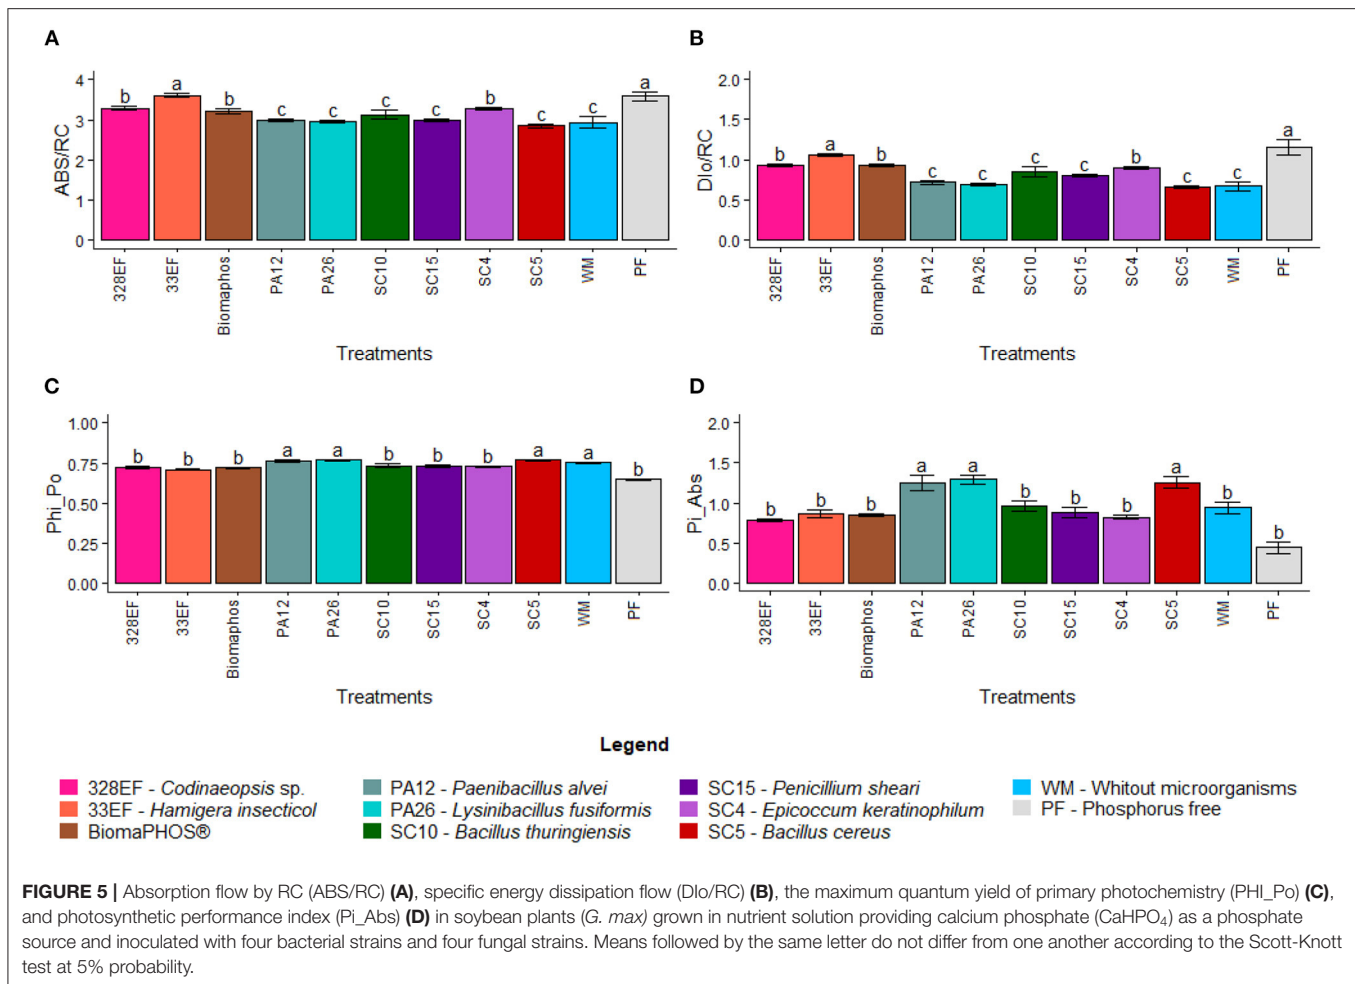 A
ABS/RC
4
3
2
1
0
b
a
b
c
c
c
c
b
c
c
a
328EF
33EF
Biomaphos
PA12
PA26
SC10
SC15
SC4
SC5
WM
PF
Treatments
B
DIo/RC
2.0
1.5
1.0
0.5
0.0
b
a
b
c
c
c
c
b
c
c
a
328EF
33EF
Biomaphos
PA12
PA26
SC10
SC15
SC4
SC5
WM
PF
Treatments
C
Phi_Po
1.00
0.75
0.50
0.25
0.00
b
b
b
a
a
b
b
b
a
a
b
328EF
33EF
Biomaphos
PA12
PA26
SC10
SC15
SC4
SC5
WM
PF
Treatments
D
Pi_Abs
2.0
1.5
1.0
0.5
0.0
b
b
b
a
a
b
b
b
a
b
b
328EF
33EF
Biomaphos
PA12
PA26
SC10
SC15
SC4
SC5
WM
PF
Treatments
Legend
328EF - Codinaeopsis sp.
33EF - Hamigera insecticol
BiomaPHOS®
PA12 - Paenibacillus alvei
PA26 - Lysinibacillus fusiformis
SC10 - Bacillus thuringiensis
SC15 - Penicillium sheari
SC4 - Epicoccum keratinophilum
SC5 - Bacillus cereus
WM - Whitout microorganisms
PF - Phosphorus free
FIGURE 5 | Absorption flow by RC (ABS/RC) (A), specific energy dissipation flow (DIo/RC) (B), the maximum quantum yield of primary photochemistry (PHI_Po) (C),
and photosynthetic performance index (Pi_Abs) (D) in soybean plants (G. max) grown in nutrient solution providing calcium phosphate (CaHPO₄) as a phosphate
source and inoculated with four bacterial strains and four fungal strains. Means followed by the same letter do not differ from one another according to the Scott-Knott
test at 5% probability.